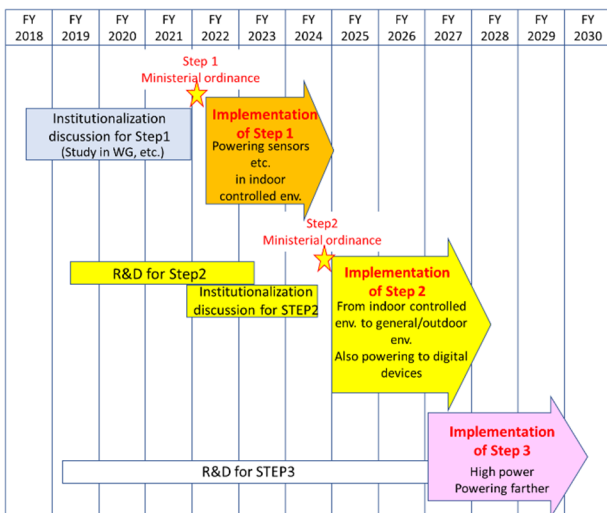 FY 2018
FY 2019
FY 2020
FY 2021
FY 2022
FY 2023
FY 2024
FY 2025
FY 2026
FY 2027
FY 2028
FY 2029
FY 2030
Step 1
Ministerial ordinance
Institutionalization
discussion for Step1
(Study in WG, etc.)
Implementation
of Step 1
Powering sensors
etc.
in indoor
controlled env.
Step2
Ministerial ordinance
R&D for Step2
Institutionalization
discussion for STEP2
Implementation
of Step 2
From indoor controlled
env. to general/outdoor
env.
Also powering to digital
devices
Implementation
of Step 3
High power
Powering farther
R&D for STEP3